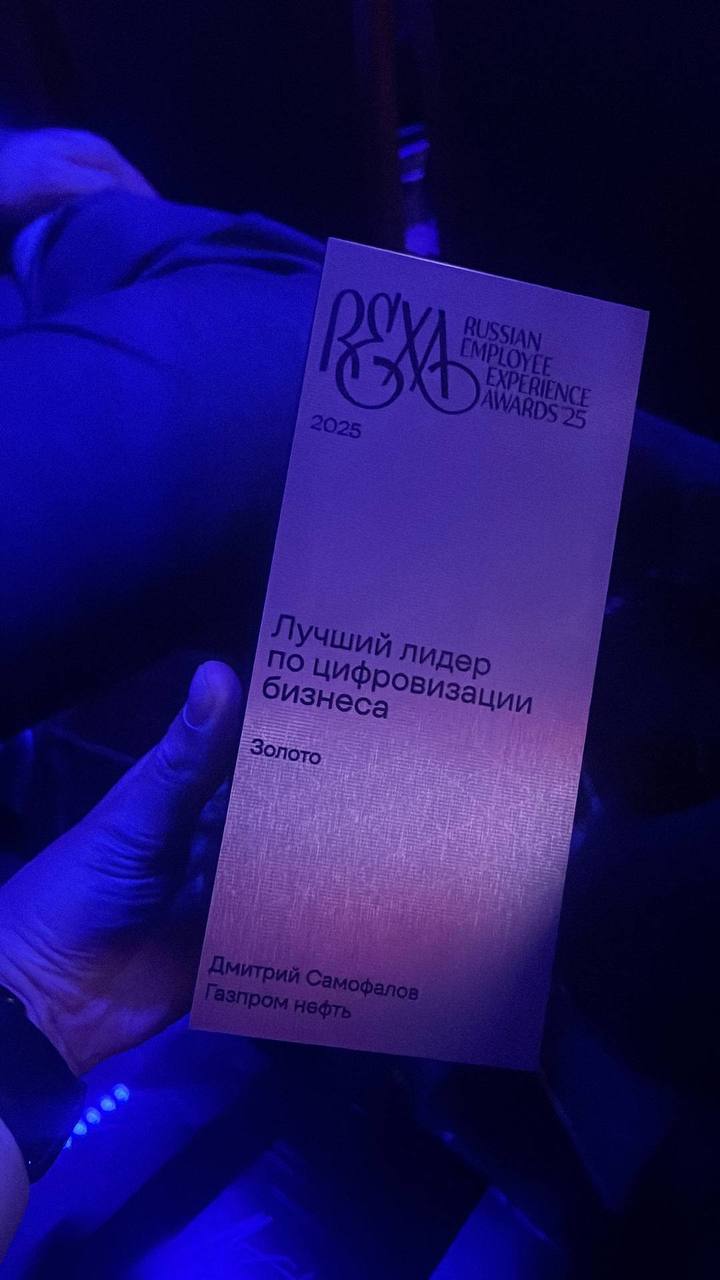 REXA
RUSSIAN
EMPLOYEE
EXPERIENCE
AWARDS '25
2025
Лучший лидер
по цифровизации
бизнеса
Золото
Дмитрий Самофалов
Газпром нефть